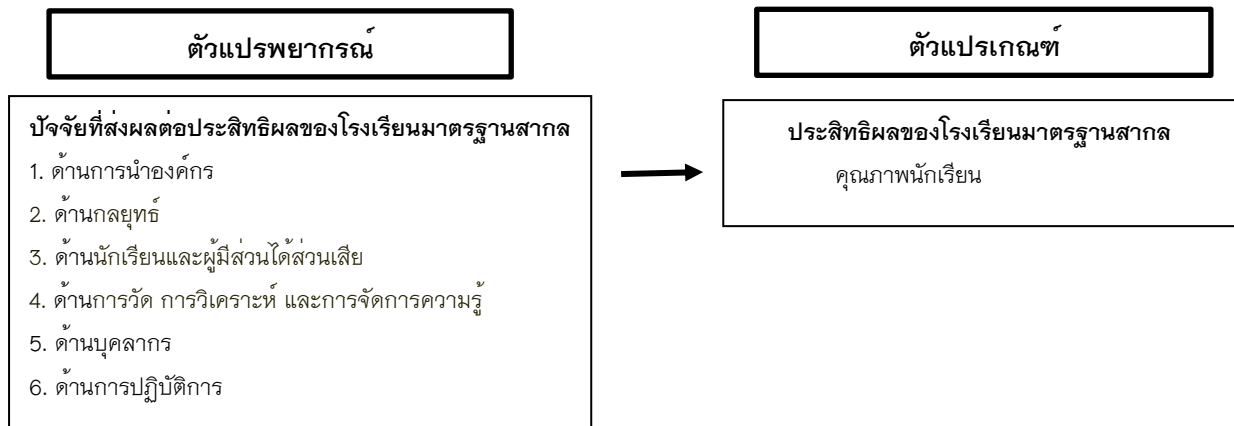 ตัวแปรพยากรณ์
ตัวแปรเกณฑ์
ปัจจัยที่ส่งผลต่อประสิทธิผลของโรงเรียนมาตรฐานสากล
1. ด้านการนำองค์กร
2. ด้านกลยุทธ์
3. ด้านนักเรียนและผู้มีส่วนได้ส่วนเสีย
4. ด้านการวัด การวิเคราะห์ และการจัดการความรู้
5. ด้านบุคลากร
6. ด้านการปฏิบัติการ
ประสิทธิผลของโรงเรียนมาตรฐานสากล
คุณภาพนักเรียน